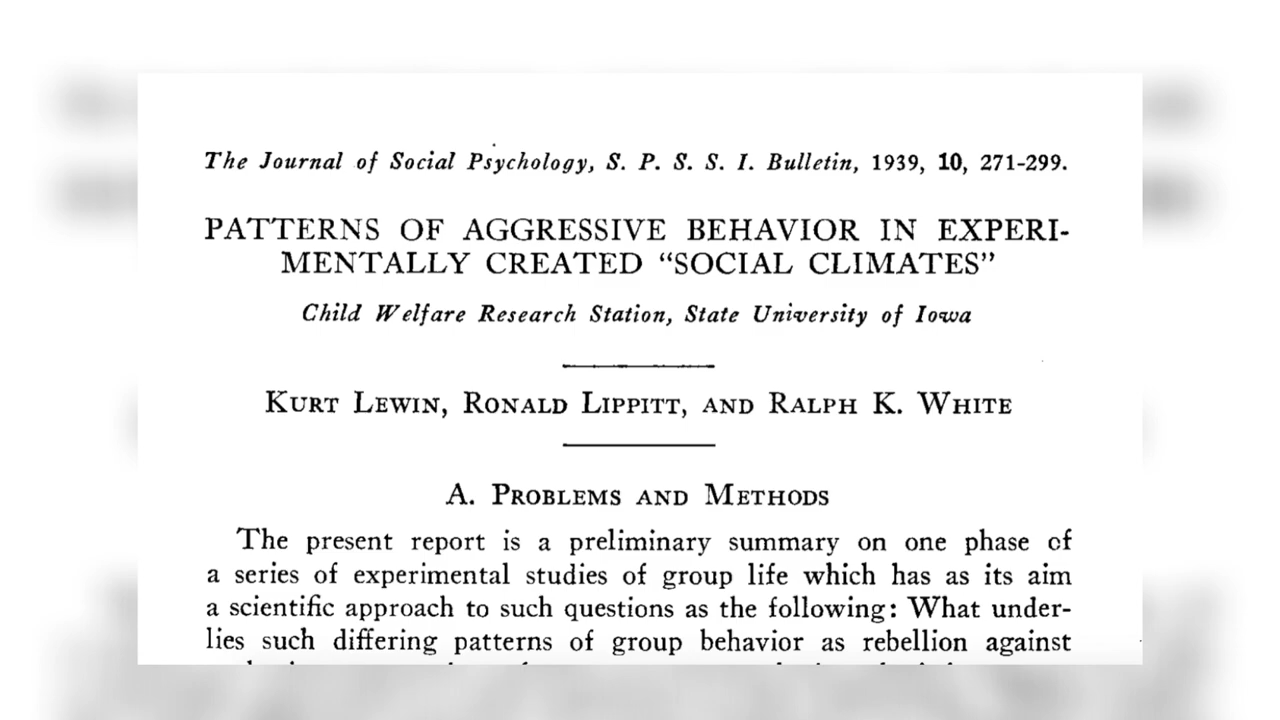 The Journal of Social Psychology, S. P. S. S. I. Bulletin, 1939, 10, 271-299.
PATTERNS OF AGGRESSIVE BEHAVIOR IN EXPERI-
MENTALLY CREATED “SOCIAL CLIMATES”
Child Welfare Research Station, State University of Iowa
KURT LEWIN, RONALD LIPPITT, AND RALPH K. WHITE
A. PROBLEMS AND METHODS
The present report is a preliminary summary on one phase of
a series of experimental studies of group life which has as its aim
a scientific approach to such questions as the following: What under-
lies such differing patterns of group behavior as rebellion against